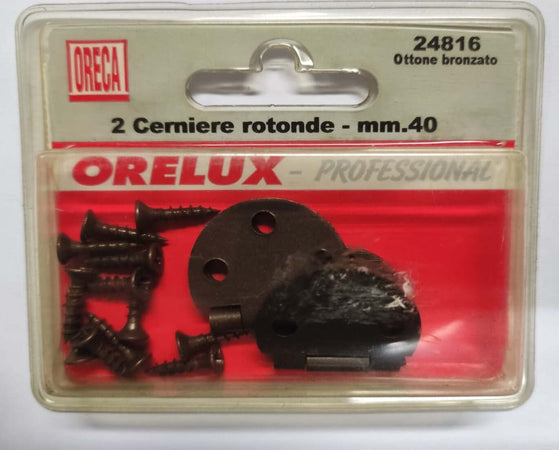 ORECA
24816
Ottone bronzato
2 Cerniere rotonde - mm.40
ORELUX - PROFESSIONAL